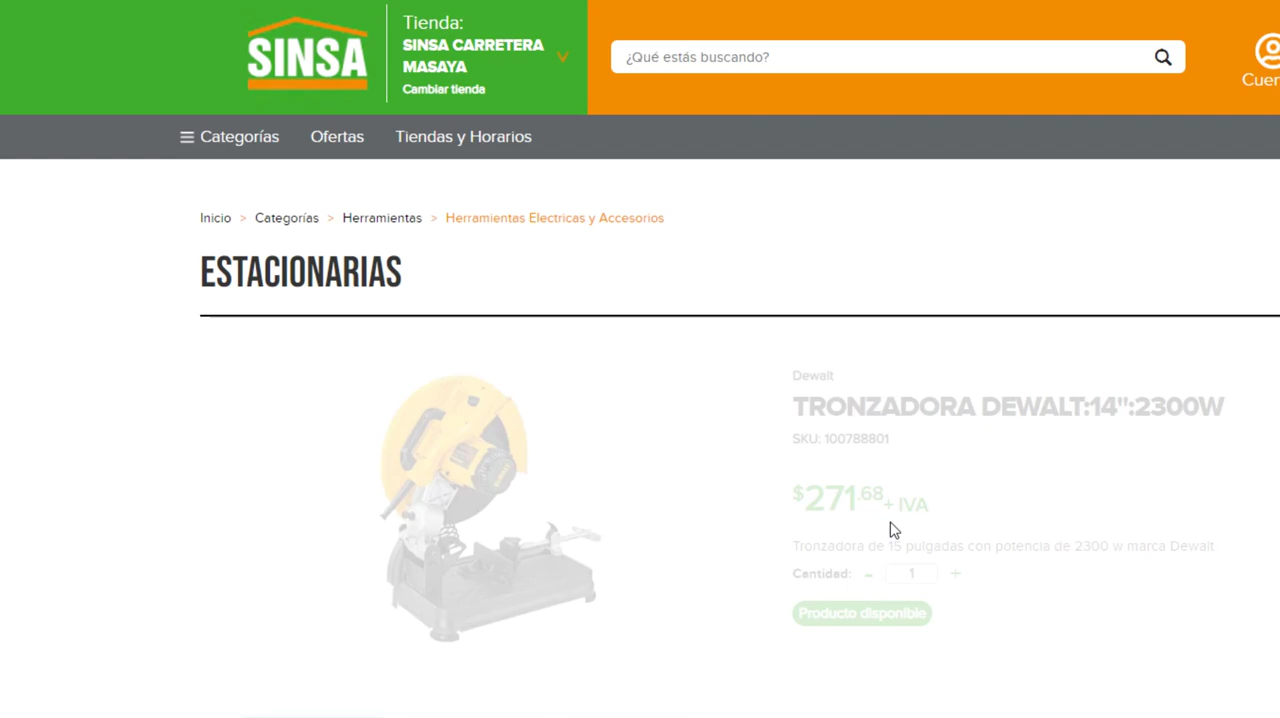 SINSA
Tienda:
SINSA CARRETERA
MASAYA
Cambiar tienda
¿Qué estás buscando?
Categorías
Ofertas
Tiendas y Horarios
Inicio > Categorías > Herramientas > Herramientas Electricas y Accesorios
ESTACIONARIAS
Dewalt
TRONZADORA DEWALT:14":2300W
SKU: 100788801
$271.68 + IVA
Tronzadora de 15 pulgadas con potencia de 2300 w marca Dewalt
Cantidad: - 1 +
Producto disponible